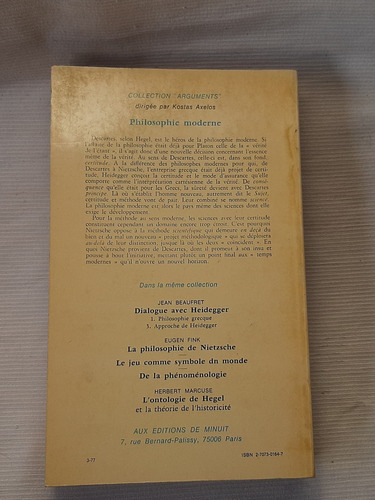 COLLECTION "ARGUMENTS"
dirigée par Kostas Axelos
Philosophie moderne
Descartes, selon Hegel, est le héros de la philosophie moderne. Si
l'affaire de la philosophie était déjà pour Platon celle de la « vérité
de l'étant », il s'agit donc d'une nouvelle décision concernant l'essence
même de la vérité. Au sens de Descartes, celle-ci est, dans son fond,
certitude. A la différence des philosophes modernes pour qui, de
Descartes à Nietzsche, l'entreprise grecque était déjà projet de certi-
tude, Heidegger conçoit la certitude et le mode d'assurance qu'elle
comporte comme l'interprétation cartésienne de la vérité. De consé-
quence qu'elle était pour les Grecs, la vérité devient avec Descartes
principe. Là où s'établit l'homme nouveau, autrement dit le Sujet,
certitude et méthode vont de pair. Leur combiné se nomme science.
La philosophie moderne est dès lors le pays même des sciences dont elle
exige le développement.
Pour la méthode au sens moderne, les sciences avec leur certitude
constituent cependant un domaine encore trop étroit. C'est pourquoi
Nietzsche oppose à la méthode scientifique qui demeure en deçà du
bien et du mal un nouveau « projet méthodologique » qui se déploiera
au-delà de leur distinction, jusque là où les deux « coïncident ». En
quoi Nietzsche provient de Descartes, dont il promeut à son insu et
pousse à bout l'initiative, mettant plutôt un point final aux « temps
modernes » qu'il n'ouvre un nouvel horizon.
Dans la même collection
JEAN BEAUFRET
Dialogue avec Heidegger
1. Philosophie grecque
3. Approche de Heidegger
EUGEN FINK
La philosophie de Nietzsche
Le jeu comme symbole du monde
De la phénoménologie
HERBERT MARCUSE
L'ontologie de Hegel
et la théorie de l'historicité
AUX EDITIONS DE MINUIT
7, rue Bernard-Palissy, 75006 Paris
3-77
ISBN 2-7073-0164-7